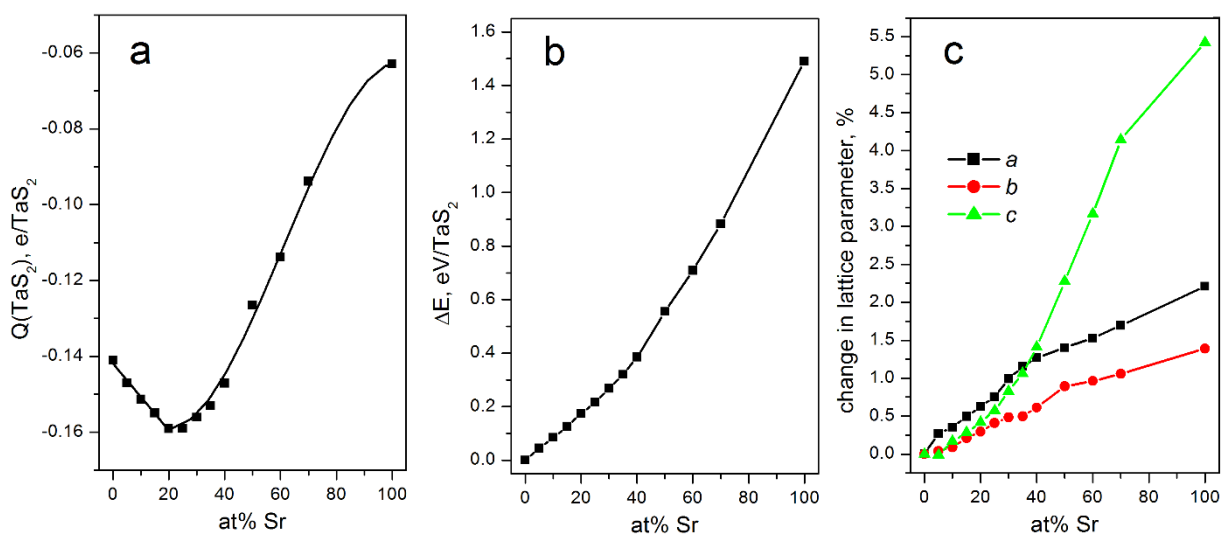 a
Q(TaS₂), e/TaS₂
-0.06
-0.08
-0.10
-0.12
-0.14
-0.16
0 20 40 60 80 100
at% Sr
b
ΔE, eV/TaS₂
1.6
1.4
1.2
1.0
0.8
0.6
0.4
0.2
0.0
0 20 40 60 80 100
at% Sr
c
change in lattice parameter, %
5.5
5.0
4.5
4.0
3.5
3.0
2.5
2.0
1.5
1.0
0.5
0.0
a
b
c
0 20 40 60 80 100
at% Sr